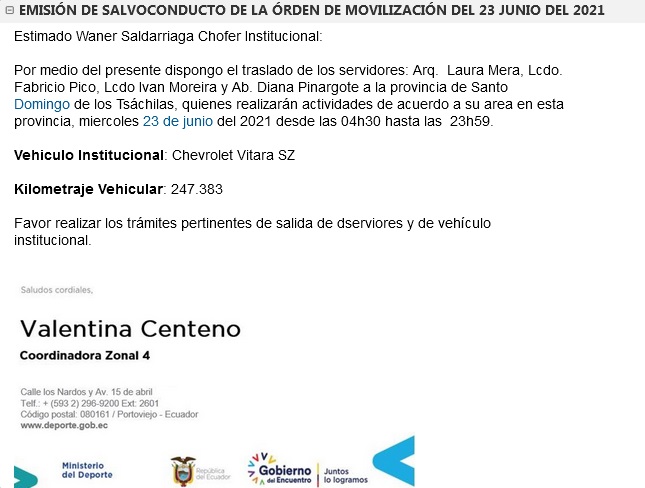 EMISIÓN DE SALVOCONDUCTO DE LA ÓRDEN DE MOVILIZACIÓN DEL 23 JUNIO DEL 2021
Estimado Waner Saldarriaga Chofer Institucional:
Por medio del presente dispongo el traslado de los servidores: Arq. Laura Mera, Lcdo.
Fabricio Pico, Lcdo Ivan Moreira y Ab. Diana Pinargote a la provincia de Santo
Domingo de los Tsáchilas, quienes realizarán actividades de acuerdo a su area en esta
provincia, miercoles 23 de junio del 2021 desde las 04h30 hasta las 23h59.
Vehiculo Institucional: Chevrolet Vitara SZ
Kilometraje Vehicular: 247.383
Favor realizar los trámites pertinentes de salida de dserviores y de vehículo
institucional.
Saludos cordiales,
Valentina Centeno
Coordinadora Zonal 4
Calle los Nardos y Av. 15 de abril
Telf.: + (593 2) 296-9200 Ext: 2601
Código postal: 080161 / Portoviejo - Ecuador
www.deporte.gob.ec
Ministerio
del Deporte
República
del Ecuador
Gobierno
del Encuentro
Juntos
lo logramos